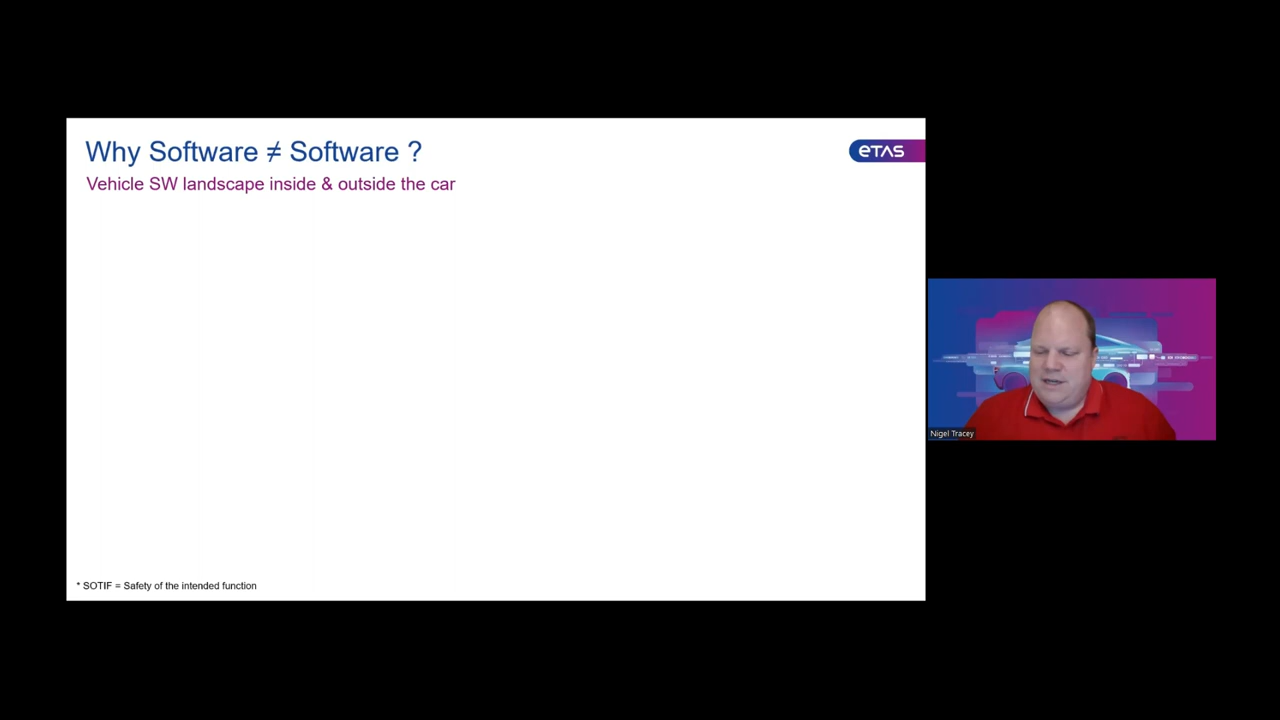 Why Software ≠ Software ?
eTAS
Vehicle SW landscape inside & outside the car
Nigel Tracey
* SOTIF = Safety of the intended function